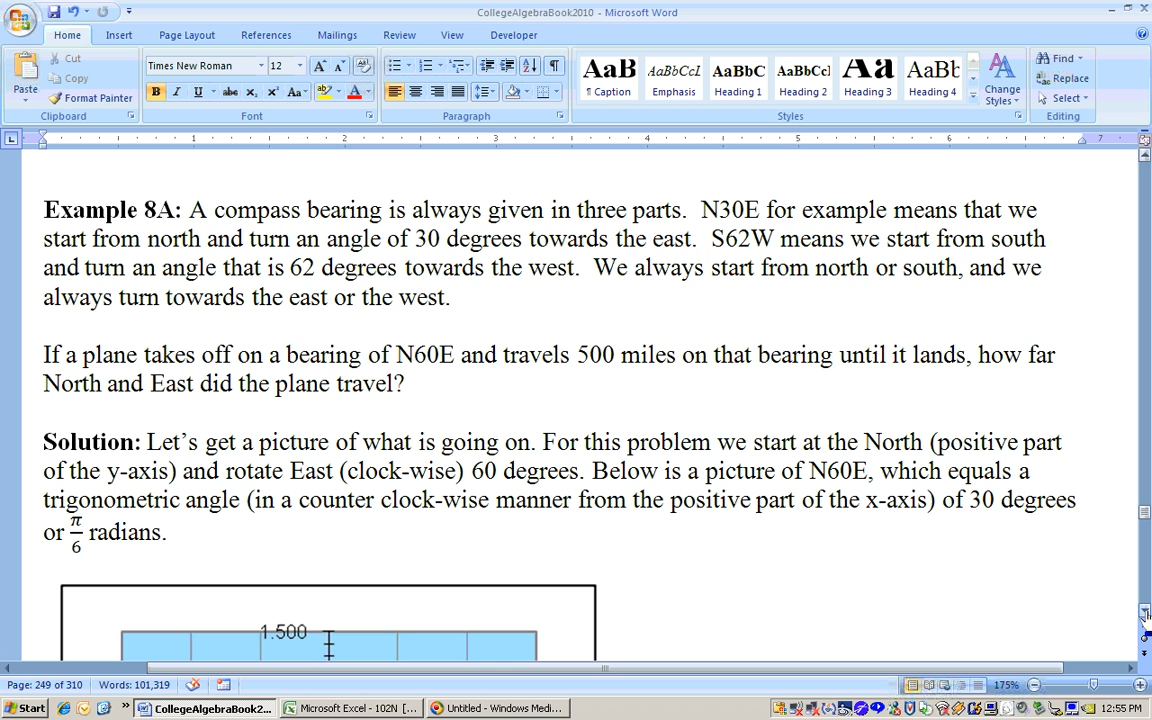 CollegeAlgebraBook2010 - Microsoft Word
Home Insert Page Layout References Mailings Review View Developer
Paste
Cut
Copy
Format Painter
Clipboard
Times New Roman 12
Font
Paragraph
AaB AaBbCcL AaBbC AaBbCcl Aa AaBb
¶ Caption Emphasis Heading 1 Heading 2 Heading 3 Heading 4
Change Styles
Styles
Find
Replace
Select
Editing
1 2 3 4 5 6 7
Example 8A: A compass bearing is always given in three parts. N30E for example means that we
start from north and turn an angle of 30 degrees towards the east. S62W means we start from south
and turn an angle that is 62 degrees towards the west. We always start from north or south, and we
always turn towards the east or the west.
If a plane takes off on a bearing of N60E and travels 500 miles on that bearing until it lands, how far
North and East did the plane travel?
Solution: Let’s get a picture of what is going on. For this problem we start at the North (positive part
of the y-axis) and rotate East (clock-wise) 60 degrees. Below is a picture of N60E, which equals a
trigonometric angle (in a counter clock-wise manner from the positive part of the x-axis) of 30 degrees
or π/6 radians.
1.500
Page: 249 of 310 Words: 101,319 175%
Start CollegeAlgebraBook2... Microsoft Excel - 102N [... Untitled - Windows Medi... 12:55 PM